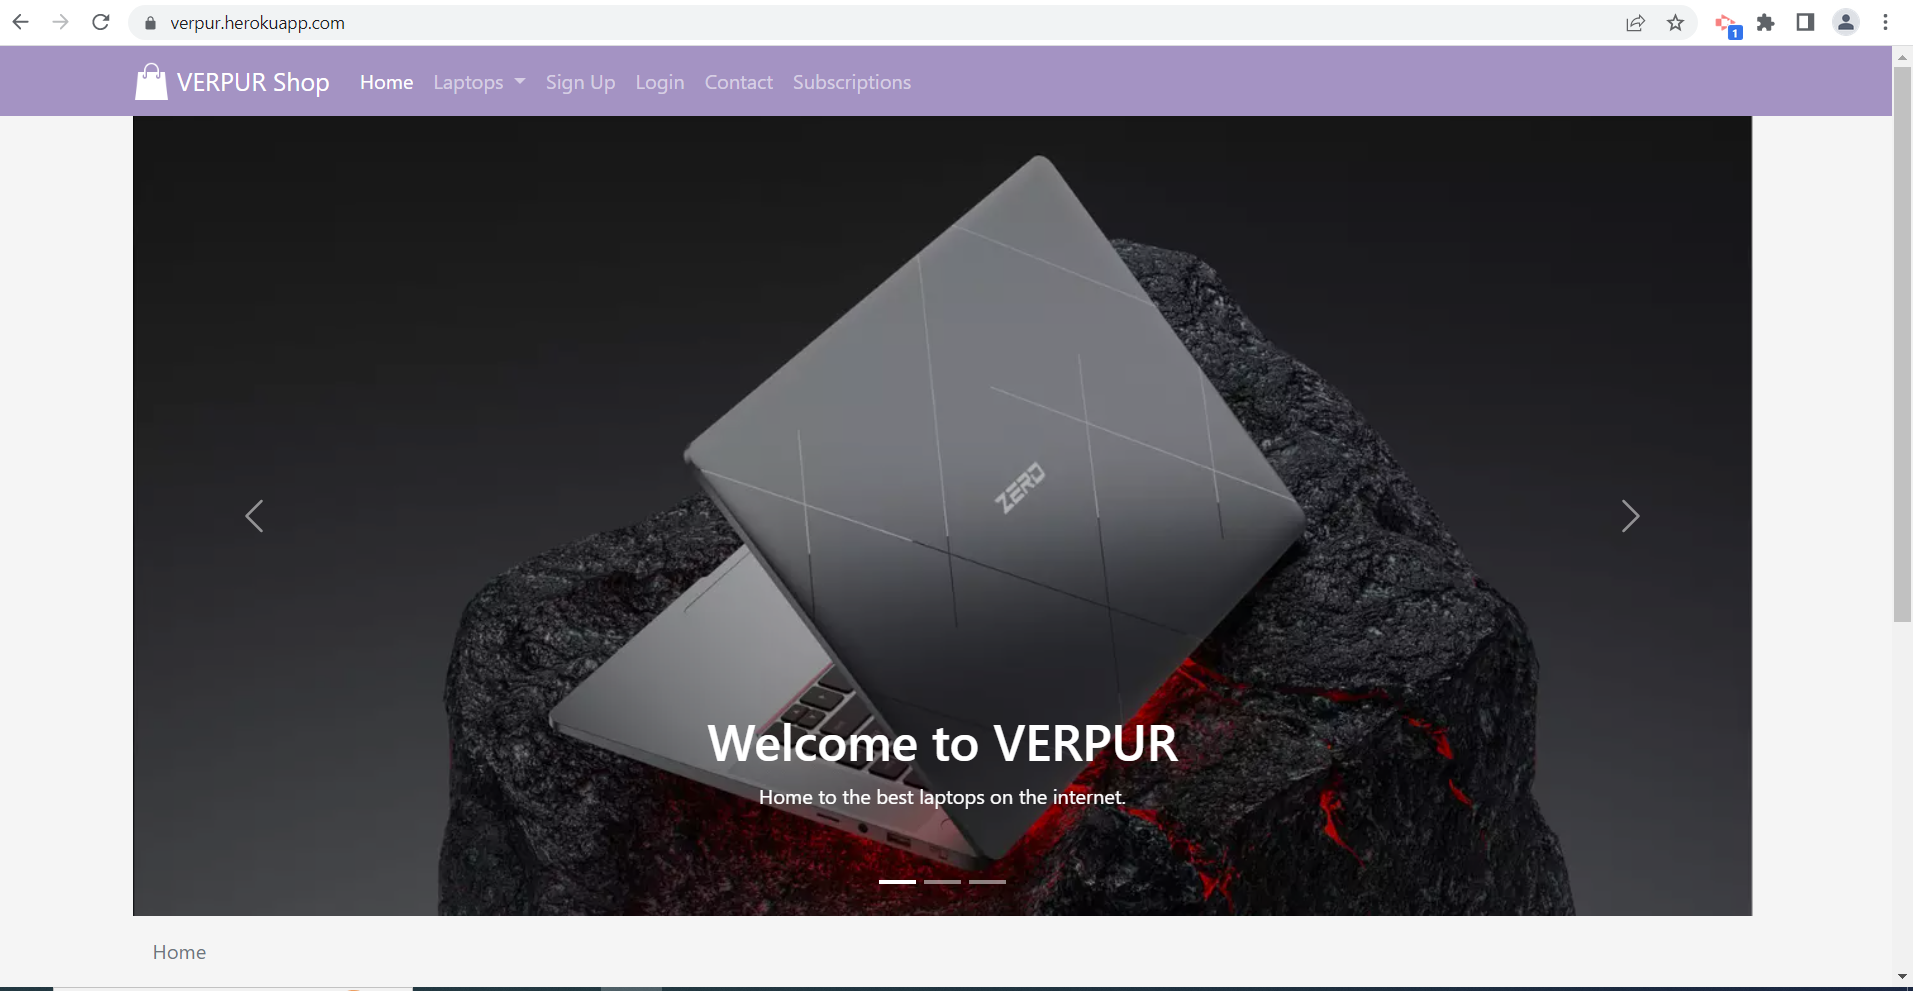 verpur.herokuapp.com
1
VERPUR Shop Home Laptops Sign Up Login Contact Subscriptions
ZERO
Welcome to VERPUR
Home to the best laptops on the internet.
Home